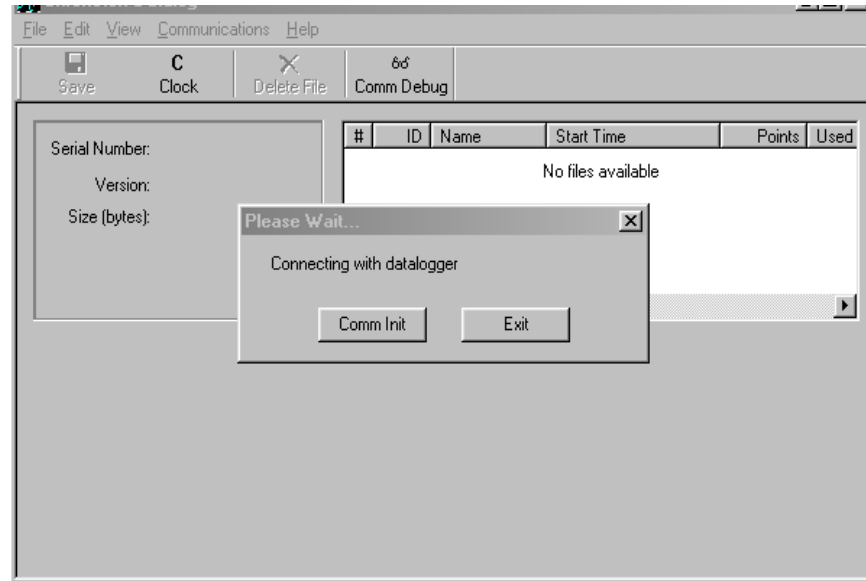 File Edit View Communications Help
C
Save Clock Delete File Comm Debug
# ID Name Start Time Points Used
No files available
Serial Number:
Version:
Size (bytes):
Please Wait...
Connecting with datalogger
Comm Init Exit